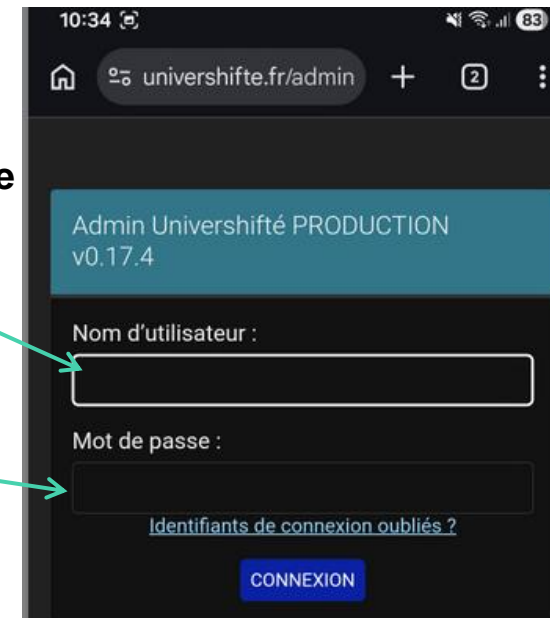 10:34
83
univershifte.fr/admin
2
e
Admin Univershifté PRODUCTION
v0.17.4
Nom d'utilisateur :
Mot de passe :
Identifiants de connexion oubliés ?
CONNEXION